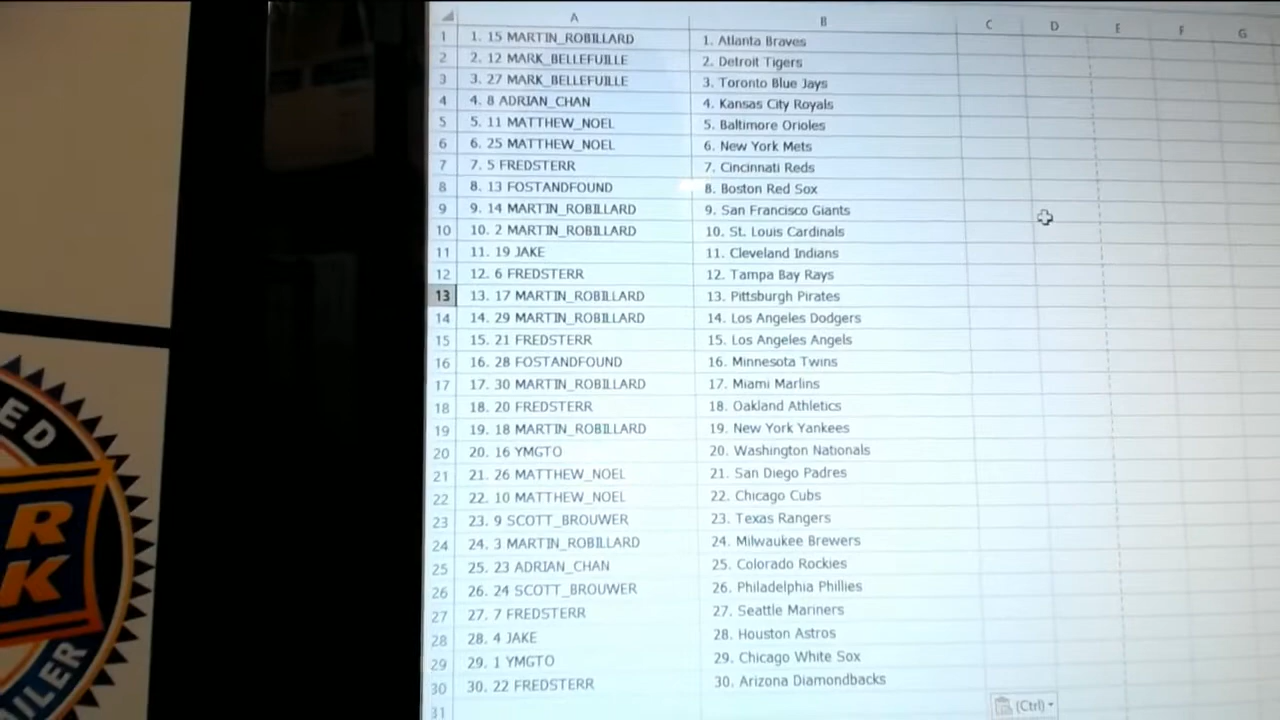 A B C D E F G
1 1. 15 MARTIN_ROBILLARD 1. Atlanta Braves
2 2. 12 MARK_BELLEFUILLE 2. Detroit Tigers
3 3. 27 MARK_BELLEFUILLE 3. Toronto Blue Jays
4 4. 8 ADRIAN_CHAN 4. Kansas City Royals
5 5. 11 MATTHEW_NOEL 5. Baltimore Orioles
6 6. 25 MATTHEW_NOEL 6. New York Mets
7 7. 5 FREDSTERR 7. Cincinnati Reds
8 8. 13 FOSTANDFOUND 8. Boston Red Sox
9 9. 14 MARTIN_ROBILLARD 9. San Francisco Giants
10 10. 2 MARTIN_ROBILLARD 10. St. Louis Cardinals
11 11. 19 JAKE 11. Cleveland Indians
12 12. 6 FREDSTERR 12. Tampa Bay Rays
13 13. 17 MARTIN_ROBILLARD 13. Pittsburgh Pirates
14 14. 29 MARTIN_ROBILLARD 14. Los Angeles Dodgers
15 15. 21 FREDSTERR 15. Los Angeles Angels
16 16. 28 FOSTANDFOUND 16. Minnesota Twins
17 17. 30 MARTIN_ROBILLARD 17. Miami Marlins
18 18. 20 FREDSTERR 18. Oakland Athletics
19 19. 18 MARTIN_ROBILLARD 19. New York Yankees
20 20. 16 YMGTO 20. Washington Nationals
21 21. 26 MATTHEW_NOEL 21. San Diego Padres
22 22. 10 MATTHEW_NOEL 22. Chicago Cubs
23 23. 9 SCOTT_BROUWER 23. Texas Rangers
24 24. 3 MARTIN_ROBILLARD 24. Milwaukee Brewers
25 25. 23 ADRIAN_CHAN 25. Colorado Rockies
26 26. 24 SCOTT_BROUWER 26. Philadelphia Phillies
27 27. 7 FREDSTERR 27. Seattle Mariners
28 28. 4 JAKE 28. Houston Astros
29 29. 1 YMGTO 29. Chicago White Sox
30 30. 22 FREDSTERR 30. Arizona Diamondbacks
31
(Ctrl)
ED
R
K
AILER